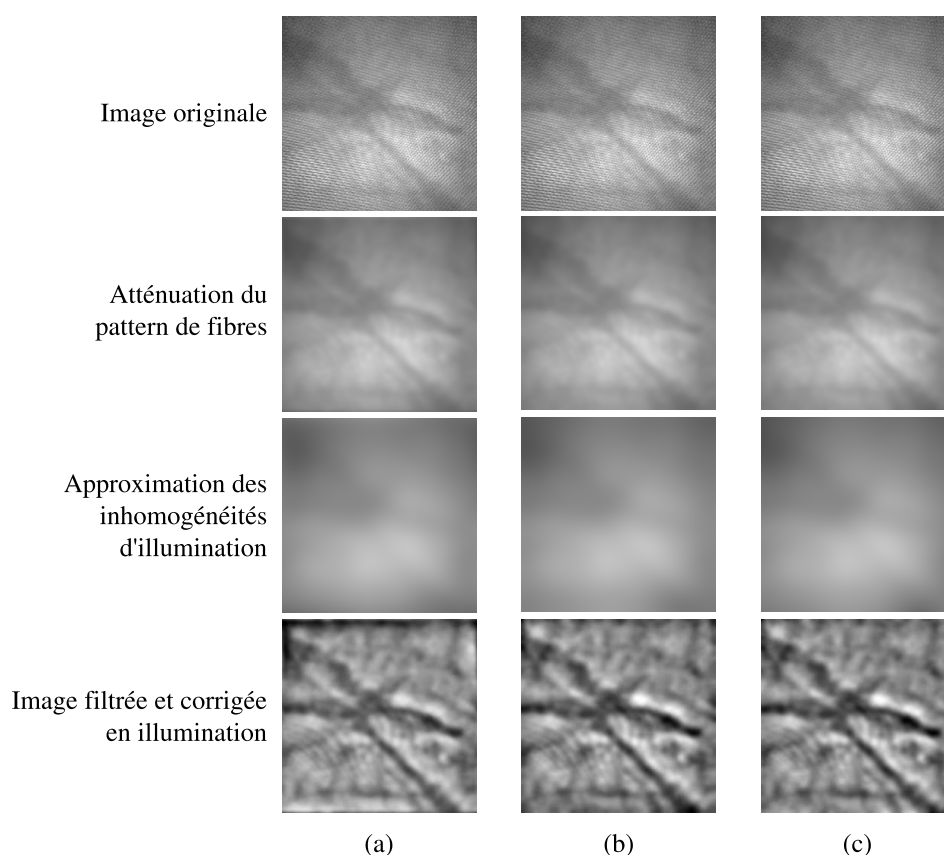 Image originale
Atténuation du
pattern de fibres
Approximation des
inhomogénéités
d'illumination
Image filtrée et corrigée
en illumination
(a)
(b)
(c)